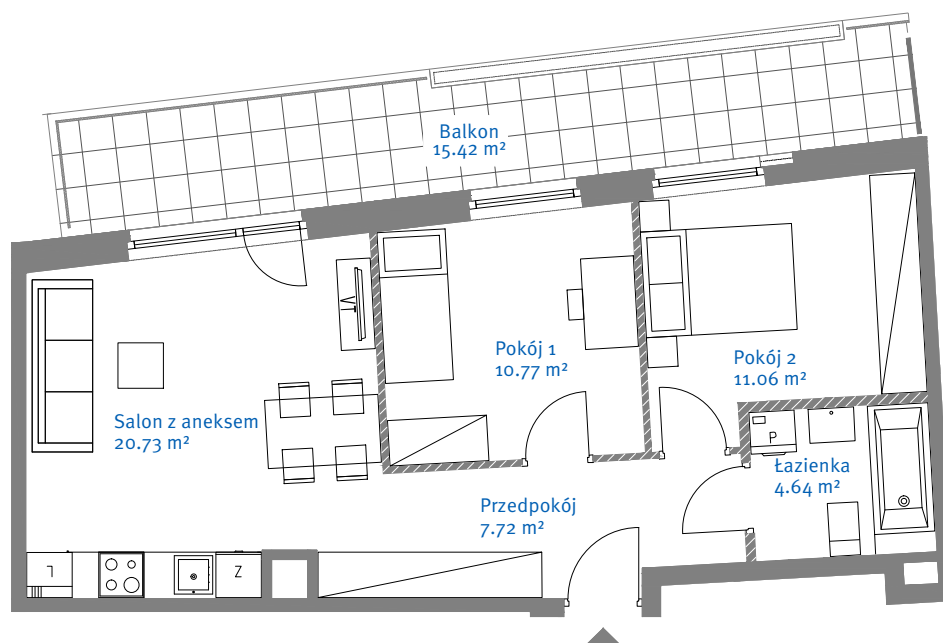 Balkon
15.42 m²
Pokój 1
10.77 m²
Pokój 2
11.06 m²
Salon z aneksem
20.73 m²
P
Łazienka
4.64 m²
Przedpokój
7.72 m²
L
Z